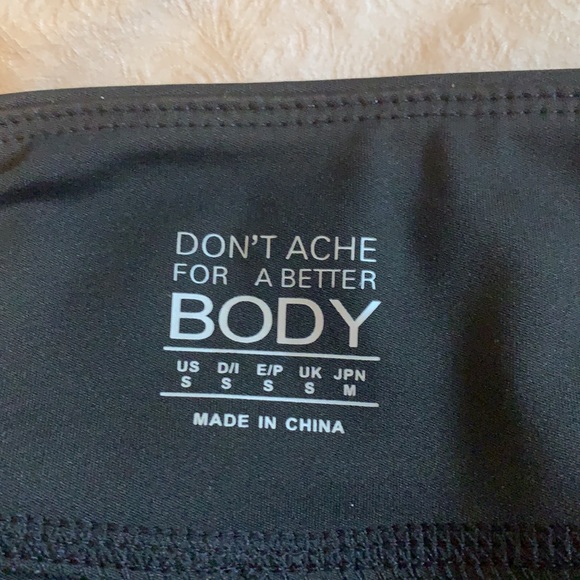 DON'T ACHE
FOR A BETTER
BODY
US D/I E/P UK JPN
S S S S M
MADE IN CHINA